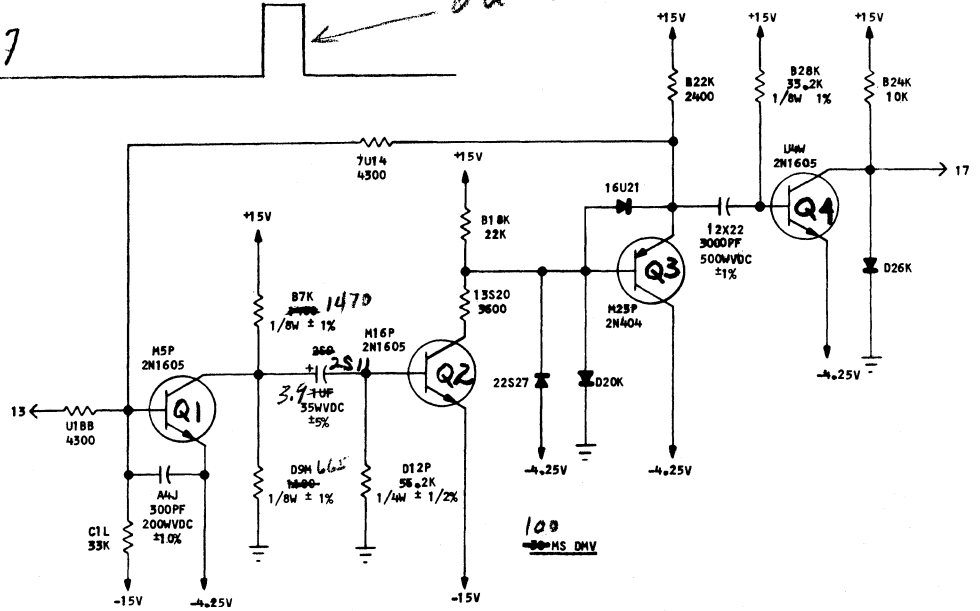 7
+15V
+15V
+15V
B22K
2400
B28K
33.2K
1/8W 1%
B24K
10K
7U14
4300
+15V
U4W
2N1605
17
16U21
Q4
+15V
B18K
22K
12X22
3000PF
500WVDC
±1%
Q3
D26K
B7K 1470
1/8W ± 1%
13S20
3600
M25P
2N404
M16P
2N1605
M5P
2N1605
2S11
Q2
22S27
D20K
-4.25V
3.9 1UF
35WVDC
±5%
13
Q1
U1BB
4300
-4.25V
-4.25V
D9M
1/8W ± 1%
D12P
56.2K
1/4W ± 1/2%
A4J
300PF
200WVDC
±10%
C1L
33K
100
MS DMV
-15V
-4.25V
-15V